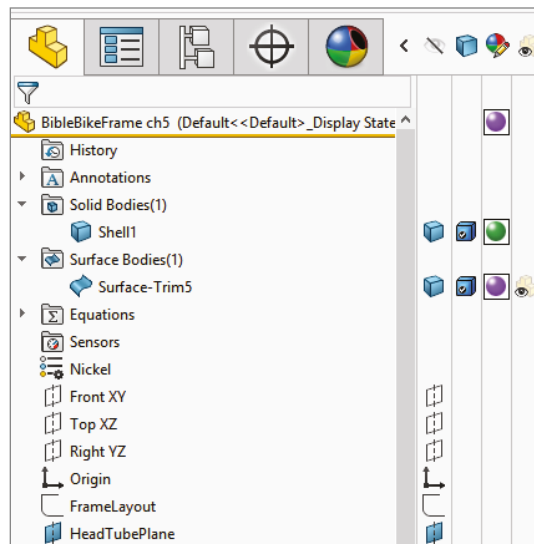 BibleBikeFrame ch5 (Default<<Default>_Display State
History
Annotations
Solid Bodies(1)
Shell1
Surface Bodies(1)
Surface-Trim5
Equations
Sensors
Nickel
Front XY
Top XZ
Right YZ
Origin
FrameLayout
HeadTubePlane